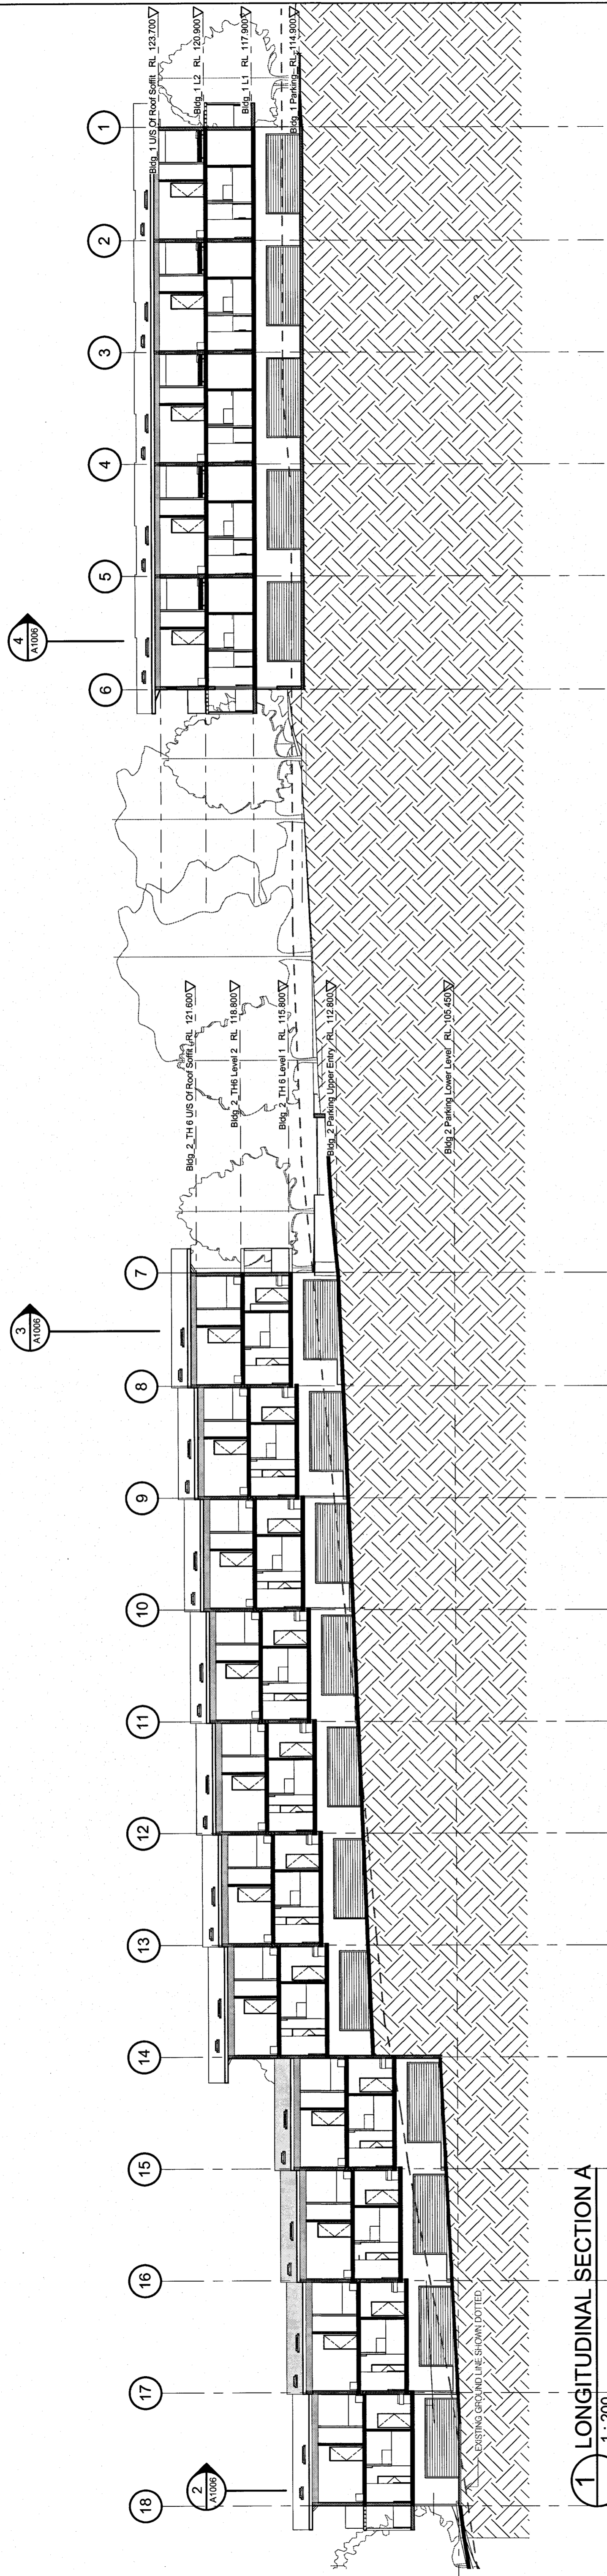 Bldg_1 U/S Of Roof Soffit RL 123.700
Bldg_1 L2 RL 120.900
Bldg_1 L1 RL 117.900
Bldg_1 Parking RL 114.900
1
2
3
4
5
4
A1006
6
Bldg_2_TH 6 U/S Of Roof Soffit RL 121.600
Bldg_2_TH6 Level 2 RL 118.800
Bldg_2_TH 6 Level 1 RL 115.800
Bldg_2 Parking Upper Entry RL 112.800
Bldg 2 Parking Lower Level RL 105.450
7
3
A1006
8
9
10
11
12
13
14
15
16
17
2
A1006
18
EXISTING GROUND LINE SHOWN DOTTED
1 LONGITUDINAL SECTION A
1 : 200